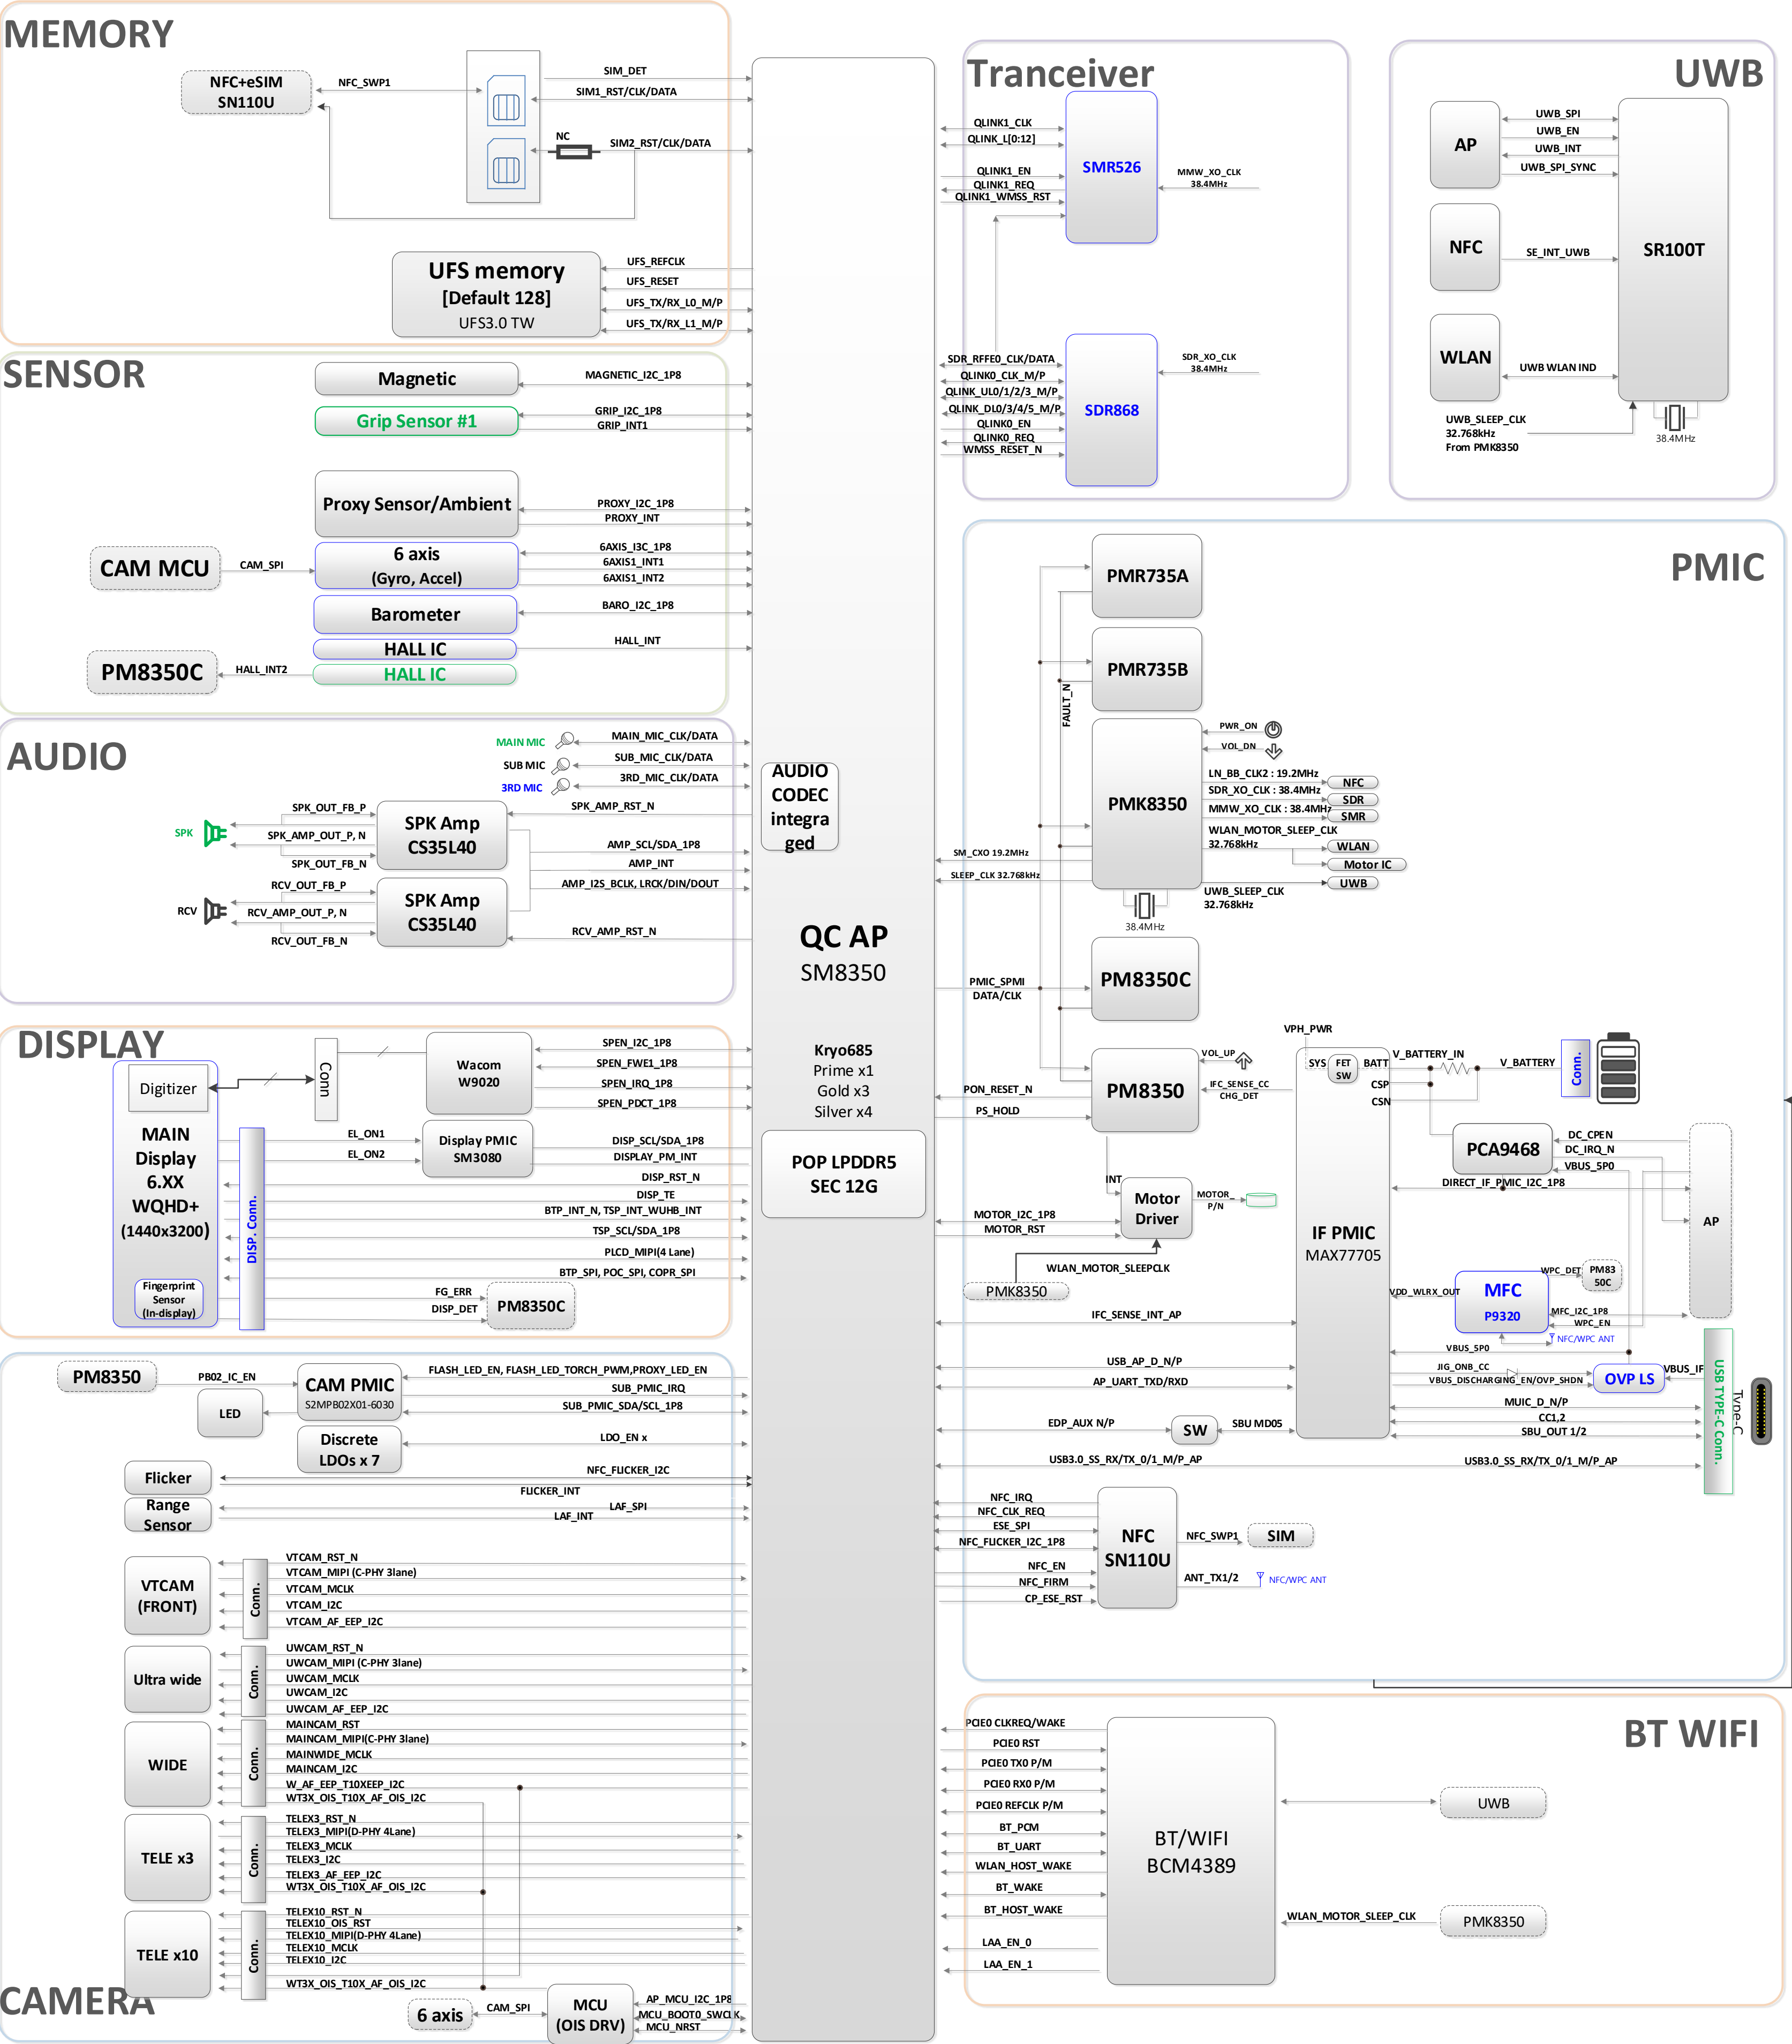 MEMORY
NFC+eSIM
SN110U
NFC_SWP1
SIM_DET
SIM1_RST/CLK/DATA
NC
SIM2_RST/CLK/DATA
UFS memory
[Default 128]
UFS3.0 TW
UFS_REFCLK
UFS_RESET
UFS_TX/RX_L0_M/P
UFS_TX/RX_L1_M/P
SENSOR
Magnetic
MAGNETIC_I2C_1P8
Grip Sensor #1
GRIP_I2C_1P8
GRIP_INT1
Proxy Sensor/Ambient
PROXY_I2C_1P8
PROXY_INT
CAM MCU
CAM_SPI
6 axis
(Gyro, Accel)
6AXIS_I3C_1P8
6AXIS1_INT1
6AXIS1_INT2
Barometer
BARO_I2C_1P8
HALL IC
HALL_INT
PM8350C
HALL_INT2
HALL IC
AUDIO
MAIN MIC
MAIN_MIC_CLK/DATA
SUB MIC
SUB_MIC_CLK/DATA
3RD MIC
3RD_MIC_CLK/DATA
SPK
SPK_OUT_FB_P
SPK_AMP_OUT_P, N
SPK_OUT_FB_N
SPK Amp
CS35L40
SPK_AMP_RST_N
AMP_SCL/SDA_1P8
AMP_INT
AMP_I2S_BCLK, LRCK/DIN/DOUT
RCV
RCV_OUT_FB_P
RCV_AMP_OUT_P, N
RCV_OUT_FB_N
SPK Amp
CS35L40
RCV_AMP_RST_N
DISPLAY
Digitizer
Conn
Wacom
W9020
SPEN_I2C_1P8
SPEN_FWE1_1P8
SPEN_IRQ_1P8
SPEN_PDCT_1P8
MAIN
Display
6.XX
WQHD+
(1440x3200)
Fingerprint
Sensor
(In-display)
DISP. Conn.
EL_ON1
EL_ON2
Display PMIC
SM3080
DISP_SCL/SDA_1P8
DISPLAY_PM_INT
DISP_RST_N
DISP_TE
BTP_INT_N, TSP_INT_WUHB_INT
TSP_SCL/SDA_1P8
PLCD_MIPI(4 Lane)
BTP_SPI, POC_SPI, COPR_SPI
FG_ERR
DISP_DET
PM8350C
PM8350
PB02_IC_EN
LED
CAM PMIC
S2MPB02X01-6030
FLASH_LED_EN, FLASH_LED_TORCH_PWM,PROXY_LED_EN
SUB_PMIC_IRQ
SUB_PMIC_SDA/SCL_1P8
Discrete
LDOs x 7
LDO_EN x
Flicker
NFC_FLICKER_I2C
FLICKER_INT
Range
Sensor
LAF_SPI
LAF_INT
VTCAM
(FRONT)
Conn.
VTCAM_RST_N
VTCAM_MIPI (C-PHY 3lane)
VTCAM_MCLK
VTCAM_I2C
VTCAM_AF_EEP_I2C
Ultra wide
Conn.
UWCAM_RST_N
UWCAM_MIPI (C-PHY 3lane)
UWCAM_MCLK
UWCAM_I2C
UWCAM_AF_EEP_I2C
WIDE
Conn.
MAINCAM_RST
MAINCAM_MIPI(C-PHY 3lane)
MAINWIDE_MCLK
MAINCAM_I2C
W_AF_EEP_T10XEEP_I2C
WT3X_OIS_T10X_AF_OIS_I2C
TELE x3
Conn.
TELEX3_RST_N
TELEX3_MIPI(D-PHY 4Lane)
TELEX3_MCLK
TELEX3_I2C
TELEX3_AF_EEP_I2C
WT3X_OIS_T10X_AF_OIS_I2C
TELE x10
Conn.
TELEX10_RST_N
TELEX10_OIS_RST
TELEX10_MIPI(D-PHY 4Lane)
TELEX10_MCLK
TELEX10_I2C
WT3X_OIS_T10X_AF_OIS_I2C
CAMERA
6 axis
CAM_SPI
MCU
(OIS DRV)
AP_MCU_I2C_1P8
MCU_BOOT0_SWCLK
MCU_NRST
AUDIO
CODEC
integra
ged
QC AP
SM8350
Kryo685
Prime x1
Gold x3
Silver x4
POP LPDDR5
SEC 12G
Tranceiver
QLINK1_CLK
QLINK_L[0:12]
QLINK1_EN
QLINK1_REQ
QLINK1_WMSS_RST
SMR526
MMW_XO_CLK
38.4MHz
SDR_RFFE0_CLK/DATA
QLINK0_CLK_M/P
QLINK_UL0/1/2/3_M/P
QLINK_DL0/3/4/5_M/P
QLINK0_EN
QLINK0_REQ
WMSS_RESET_N
SDR868
SDR_XO_CLK
38.4MHz
UWB
AP
UWB_SPI
UWB_EN
UWB_INT
UWB_SPI_SYNC
NFC
SE_INT_UWB
SR100T
WLAN
UWB WLAN IND
UWB_SLEEP_CLK
32.768kHz
From PMK8350
38.4MHz
PMIC
PMR735A
PMR735B
FAULT_N
PMK8350
PWR_ON
VOL_DN
LN_BB_CLK2 : 19.2MHz
NFC
SDR_XO_CLK : 38.4MHz
SDR
MMW_XO_CLK : 38.4MHz
SMR
WLAN_MOTOR_SLEEP_CLK
32.768kHz
WLAN
Motor IC
UWB
UWB_SLEEP_CLK
32.768kHz
SM_CXO 19.2MHz
SLEEP_CLK 32.768kHz
38.4MHz
PM8350C
PMIC_SPMI
DATA/CLK
PM8350
VOL_UP
IFC_SENSE_CC
CHG_DET
PON_RESET_N
PS_HOLD
INT
Motor
Driver
MOTOR_
P/N
MOTOR_I2C_1P8
MOTOR_RST
WLAN_MOTOR_SLEEPCLK
PMK8350
VPH_PWR
SYS
FET
SW
BATT
CSP
CSN
V_BATTERY_IN
V_BATTERY
Conn.
IF PMIC
MAX77705
PCA9468
DC_CPEN
DC_IRQ_N
VBUS_5P0
DIRECT_IF_PMIC_I2C_1P8
AP
MFC
P9320
WPC_DET
PM83
50C
VDD_WLRX_OUT
MFC_I2C_1P8
WPC_EN
NFC/WPC ANT
VBUS_5P0
JIG_ONB_CC
VBUS_DISCHARGING_EN/OVP_SHDN
OVP LS
VBUS_IF
USB TYPE-C Conn.
Type-C
MUIC_D_N/P
CC1,2
SBU_OUT 1/2
IFC_SENSE_INT_AP
USB_AP_D_N/P
AP_UART_TXD/RXD
EDP_AUX N/P
SW
SBU MD05
USB3.0_SS_RX/TX_0/1_M/P_AP
USB3.0_SS_RX/TX_0/1_M/P_AP
NFC_IRQ
NFC_CLK_REQ
ESE_SPI
NFC_FLICKER_I2C_1P8
NFC_EN
NFC_FIRM
CP_ESE_RST
NFC
SN110U
NFC_SWP1
SIM
ANT_TX1/2
NFC/WPC ANT
BT WIFI
PCIE0 CLKREQ/WAKE
PCIE0 RST
PCIE0 TX0 P/M
PCIE0 RX0 P/M
PCIE0 REFCLK P/M
BT_PCM
BT_UART
WLAN_HOST_WAKE
BT_WAKE
BT_HOST_WAKE
LAA_EN_0
LAA_EN_1
BT/WIFI
BCM4389
UWB
WLAN_MOTOR_SLEEP_CLK
PMK8350